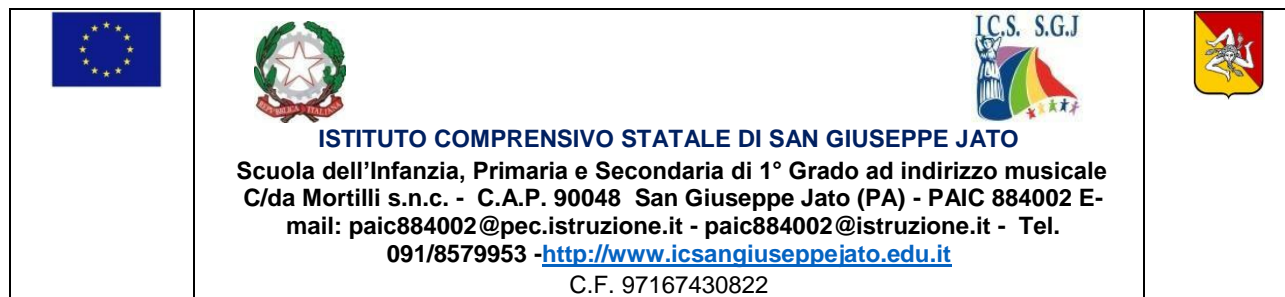 I.C.S. S.G.J
REPVBBLICA ITALIANA
ISTITUTO COMPRENSIVO STATALE DI SAN GIUSEPPE JATO
Scuola dell'Infanzia, Primaria e Secondaria di 1° Grado ad indirizzo musicale
C/da Mortilli s.n.c. - C.A.P. 90048 San Giuseppe Jato (PA) - PAIC 884002 E-
mail: paic884002@pec.istruzione.it - paic884002@istruzione.it - Tel.
091/8579953 -http://www.icsangiuseppejato.edu.it
C.F. 97167430822